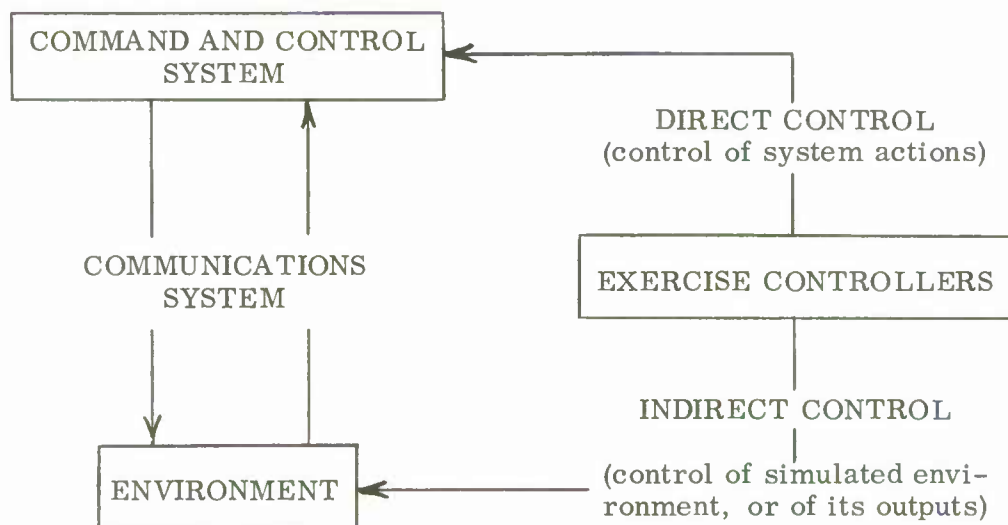 COMMAND AND CONTROL
SYSTEM
DIRECT CONTROL
(control of system actions)
COMMUNICATIONS
SYSTEM
EXERCISE CONTROLLERS
INDIRECT CONTROL
ENVIRONMENT
(control of simulated envi-
ronment, or of its outputs)